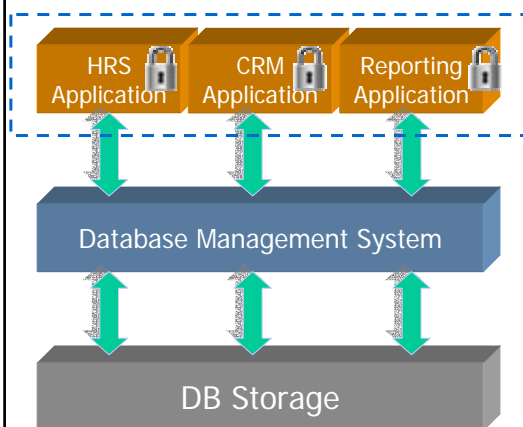 HRS
Application
CRM
Application
Reporting
Application
Database Management System
DB Storage